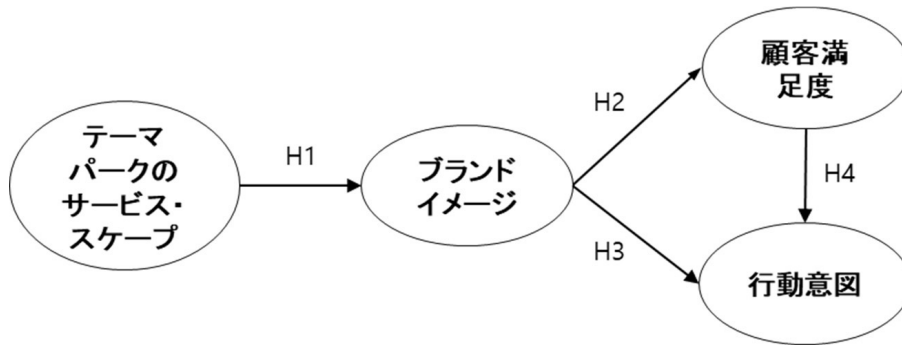 テーマ
パークの
サービス・
スケープ
H1
ブランド
イメージ
H2
H3
顧客満
足度
H4
行動意図